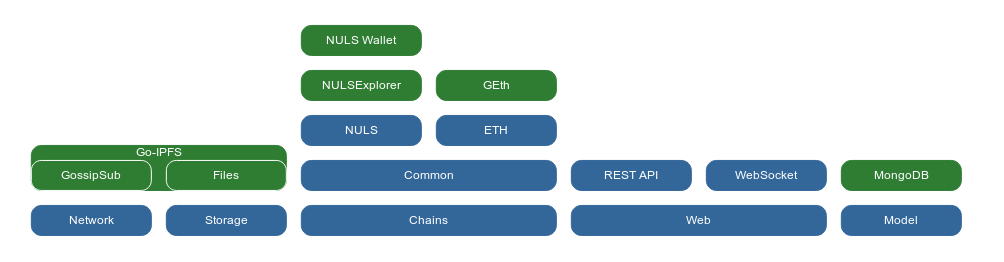 NULS Wallet
NULSExplorer
GEth
NULS
ETH
Go-IPFS
GossipSub
Files
Common
REST API
WebSocket
MongoDB
Network
Storage
Chains
Web
Model